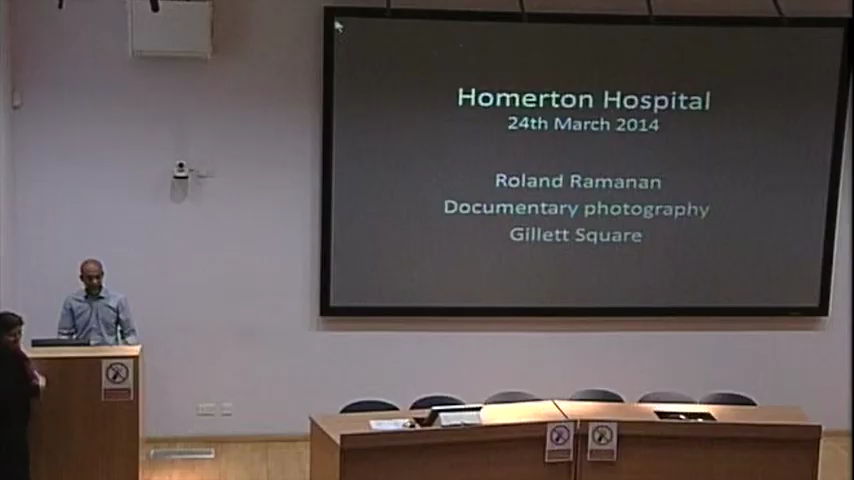 Homerton Hospital
24th March 2014
Roland Ramanan
Documentary photography
Gillett Square